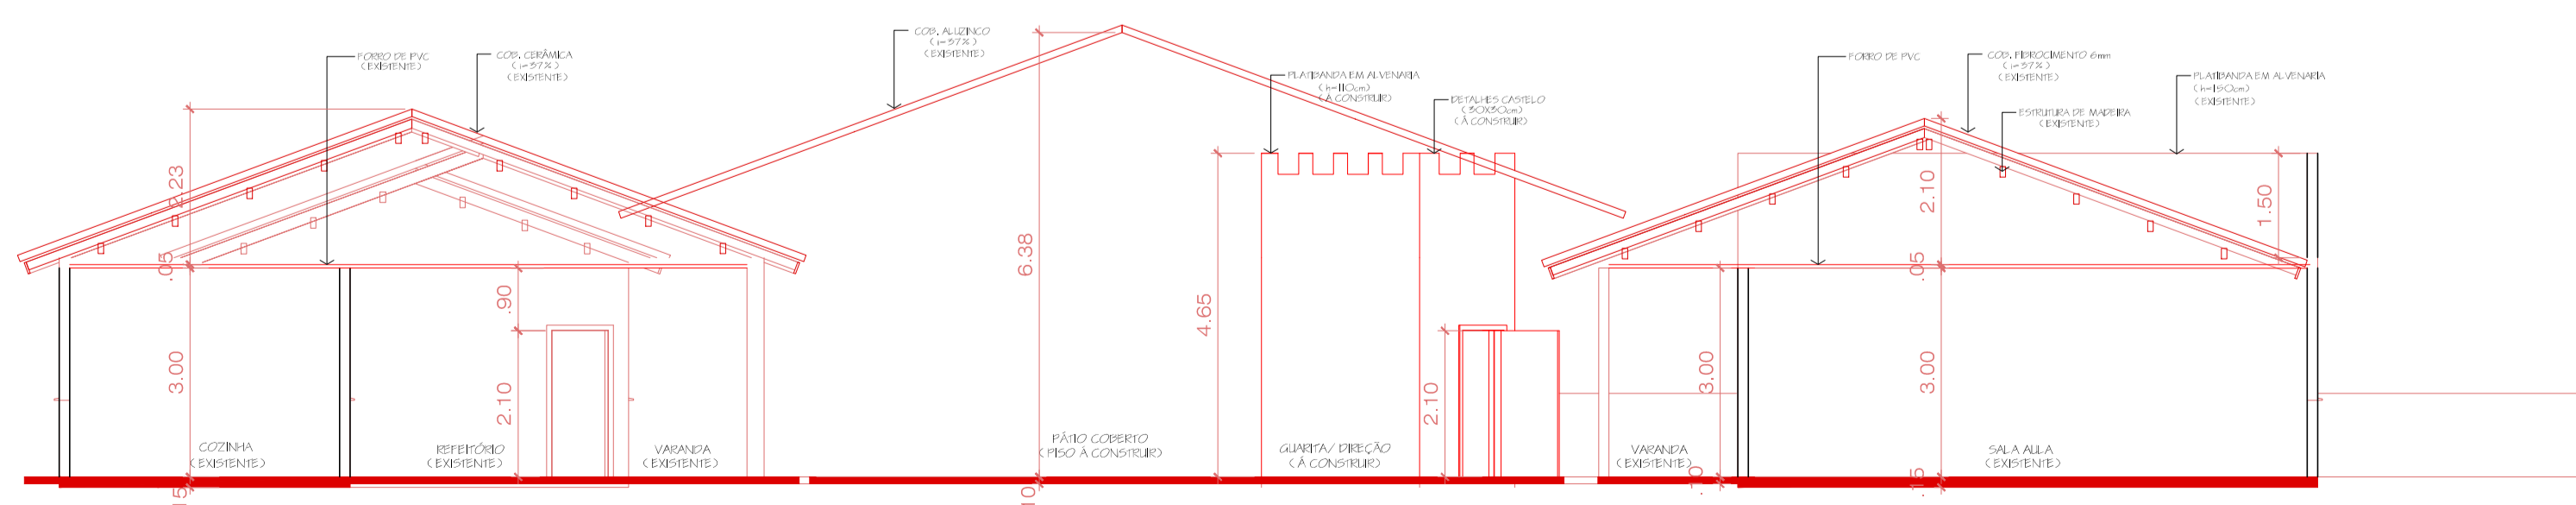 FORRO DE PVC
(EXISTENTE)
COB. CERÂMICA
(i=37%)
(EXISTENTE)
COB. ALUZINCO
(i=37%)
(EXISTENTE)
PLATIBANDA EM ALVENARIA
(h=110cm)
(Á CONSTRUIR)
DETALHES CASTELO
(30X30cm)
(Á CONSTRUIR)
FORRO DE PVC
COB. FIBROCIMENTO 6mm
(i=37%)
(EXISTENTE)
ESTRUTURA DE MADEIRA
(EXISTENTE)
PLATIBANDA EM ALVENARIA
(h=150cm)
(EXISTENTE)
2.23
.05
3.00
.90
2.10
6.38
4.65
2.10
3.00
2.10
.05
3.00
1.50
COZINHA
(EXISTENTE)
REFEITÓRIO
(EXISTENTE)
VARANDA
(EXISTENTE)
PÁTIO COBERTO
(PISO Á CONSTRUIR)
GUARITA/ DIREÇÃO
(Á CONSTRUIR)
VARANDA
(EXISTENTE)
SALA AULA
(EXISTENTE)
15
10
.10
.15